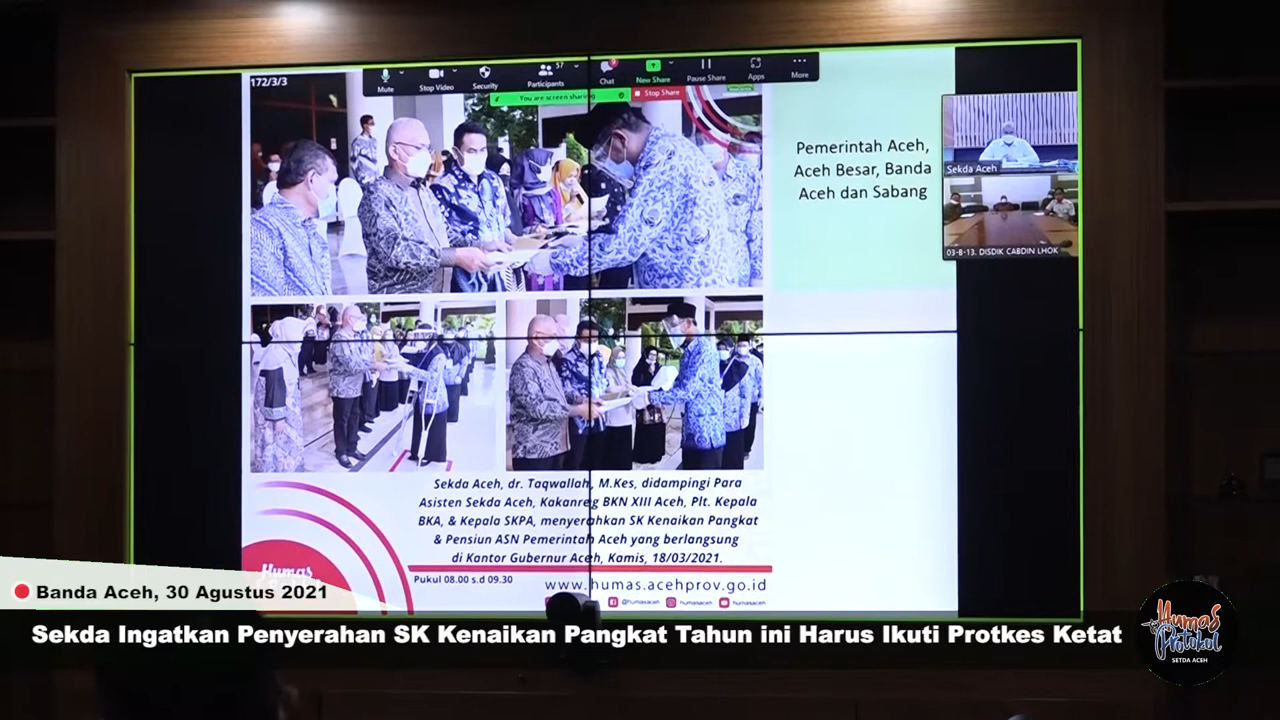 172/3/3
Mute
Stop Video
Security
Participants
57
Chat
New Share
Pause Share
Apps
More
You are screen sharing
Stop Share
Pemerintah Aceh,
Aceh Besar, Banda
Aceh dan Sabang
Sekda Aceh
03-B-13. DISDIK CABDIN LHOK
Sekda Aceh, dr. Taqwallah, M.Kes, didampingi Para
Asisten Sekda Aceh, Kakanreg BKN XIII Aceh, Plt. Kepala
BKA, & Kepala SKPA, menyerahkan SK Kenaikan Pangkat
& Pensiun ASN Pemerintah Aceh yang berlangsung
di Kantor Gubernur Aceh, Kamis, 18/03/2021.
Humas
Pukul 08.00 s.d 09.30
www.humas.acehprov.go.id
@humasaceh
humasaceh
humasaceh
Banda Aceh, 30 Agustus 2021
Sekda Ingatkan Penyerahan SK Kenaikan Pangkat Tahun ini Harus Ikuti Protkes Ketat
Humas
Protokol
SETDA ACEH